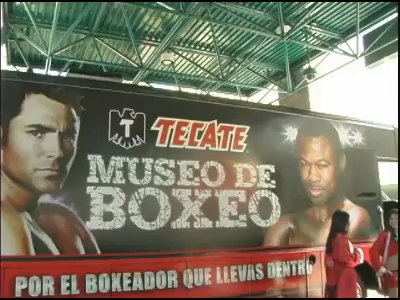 T
TECATE
MUSEO DE
BOXEO
POR EL BOKEADOR QUE LLEVAS DENTRO